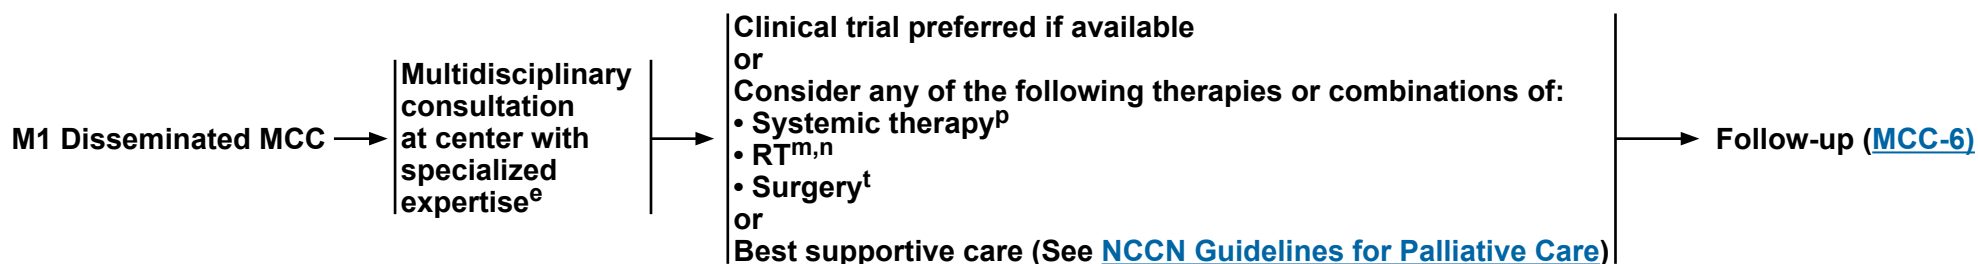 M1 Disseminated MCC
Multidisciplinary
consultation
at center with
specialized
expertiseᵉ
Clinical trial preferred if available
or
Consider any of the following therapies or combinations of:
• Systemic therapyᵖ
• RTᵐ,ⁿ
• Surgeryᵗ
or
Best supportive care (See NCCN Guidelines for Palliative Care)
Follow-up (MCC-6)